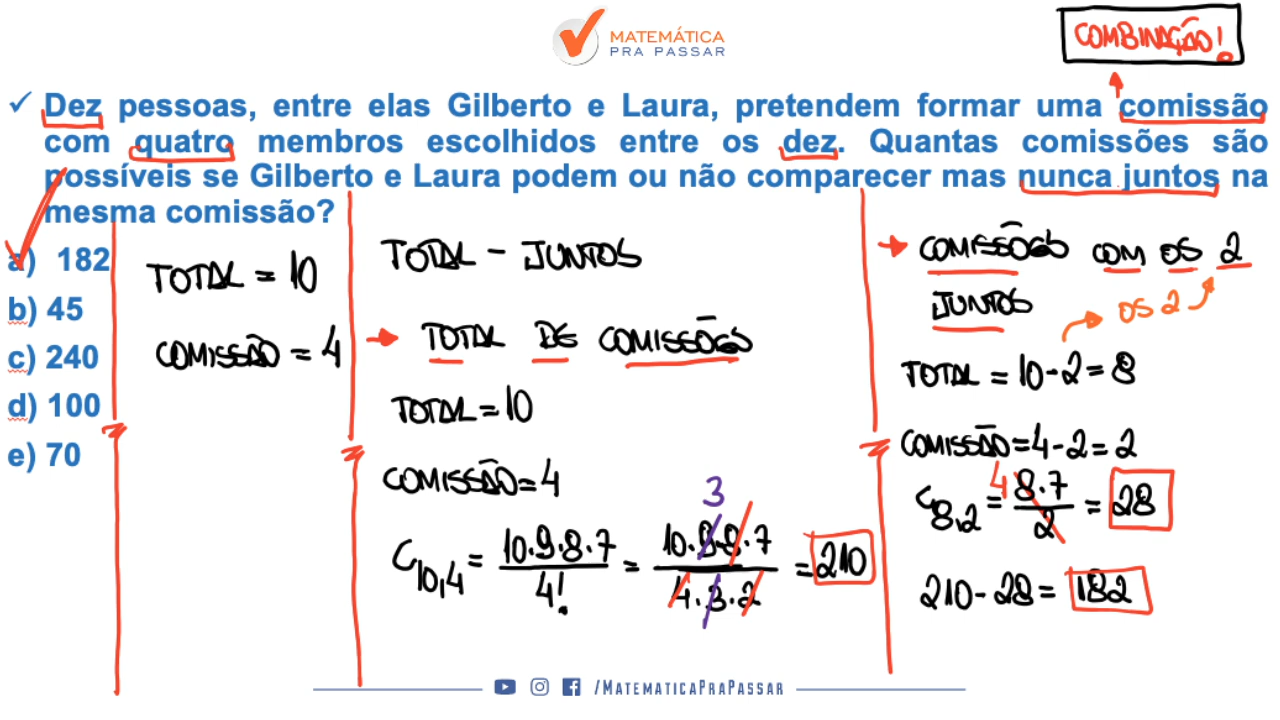 MATEMÁTICA
PRA PASSAR
COMBINAÇÃO!
✓ Dez pessoas, entre elas Gilberto e Laura, pretendem formar uma comissão
com quatro membros escolhidos entre os dez. Quantas comissões são
possíveis se Gilberto e Laura podem ou não comparecer mas nunca juntos na
mesma comissão?
a) 182
b) 45
c) 240
d) 100
e) 70
TOTAL = 10
COMISSÃO = 4
TOTAL - JUNTOS
TOTAL DE COMISSÕES
TOTAL = 10
COMISSÃO = 4
C10,4 = 10.9.8.7 / 4! = 10.9.8.7 / 4.3.2 = 210
3
COMISSÕES COM OS 2
JUNTOS
OS 2
TOTAL = 10-2 = 8
COMISSÃO = 4-2 = 2
C8,2 = 8.7 / 2 = 28
4
210-28 = 182
/MATEMATICAPRAPASSAR